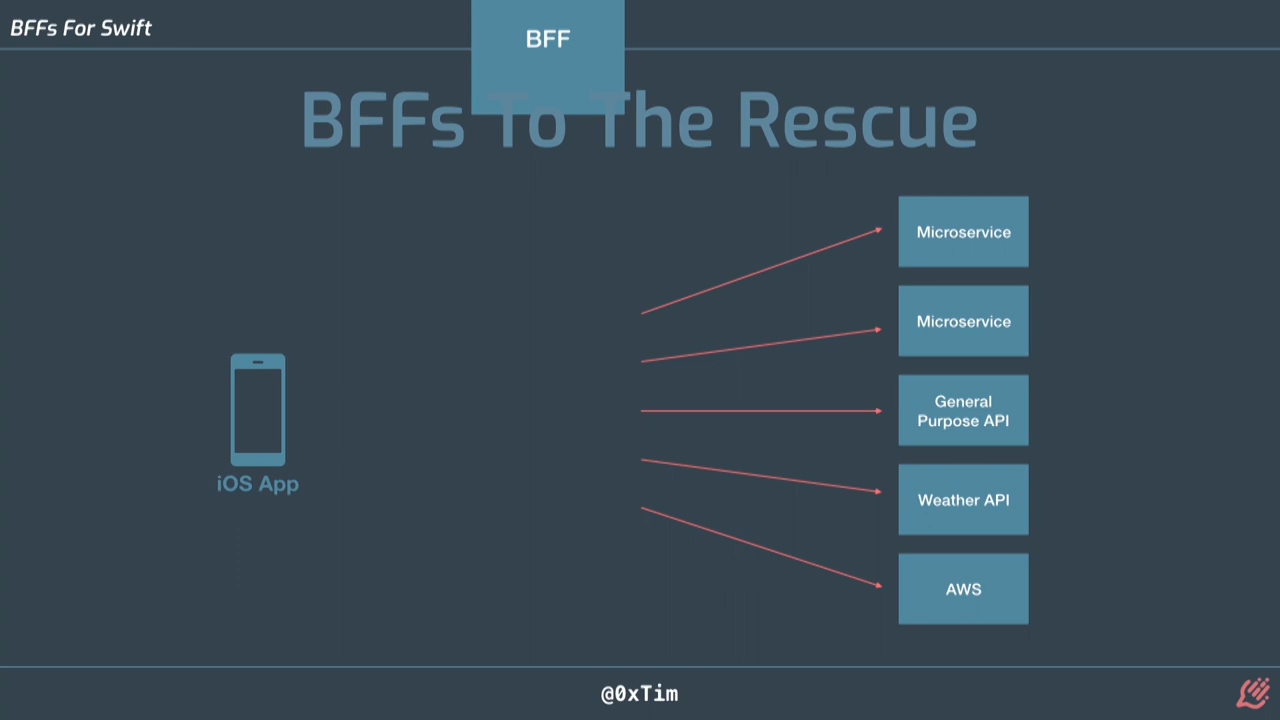 BFFs For Swift
BFF
BFFs To The Rescue
Microservice
Microservice
General
Purpose API
iOS App
Weather API
AWS
@0xTim